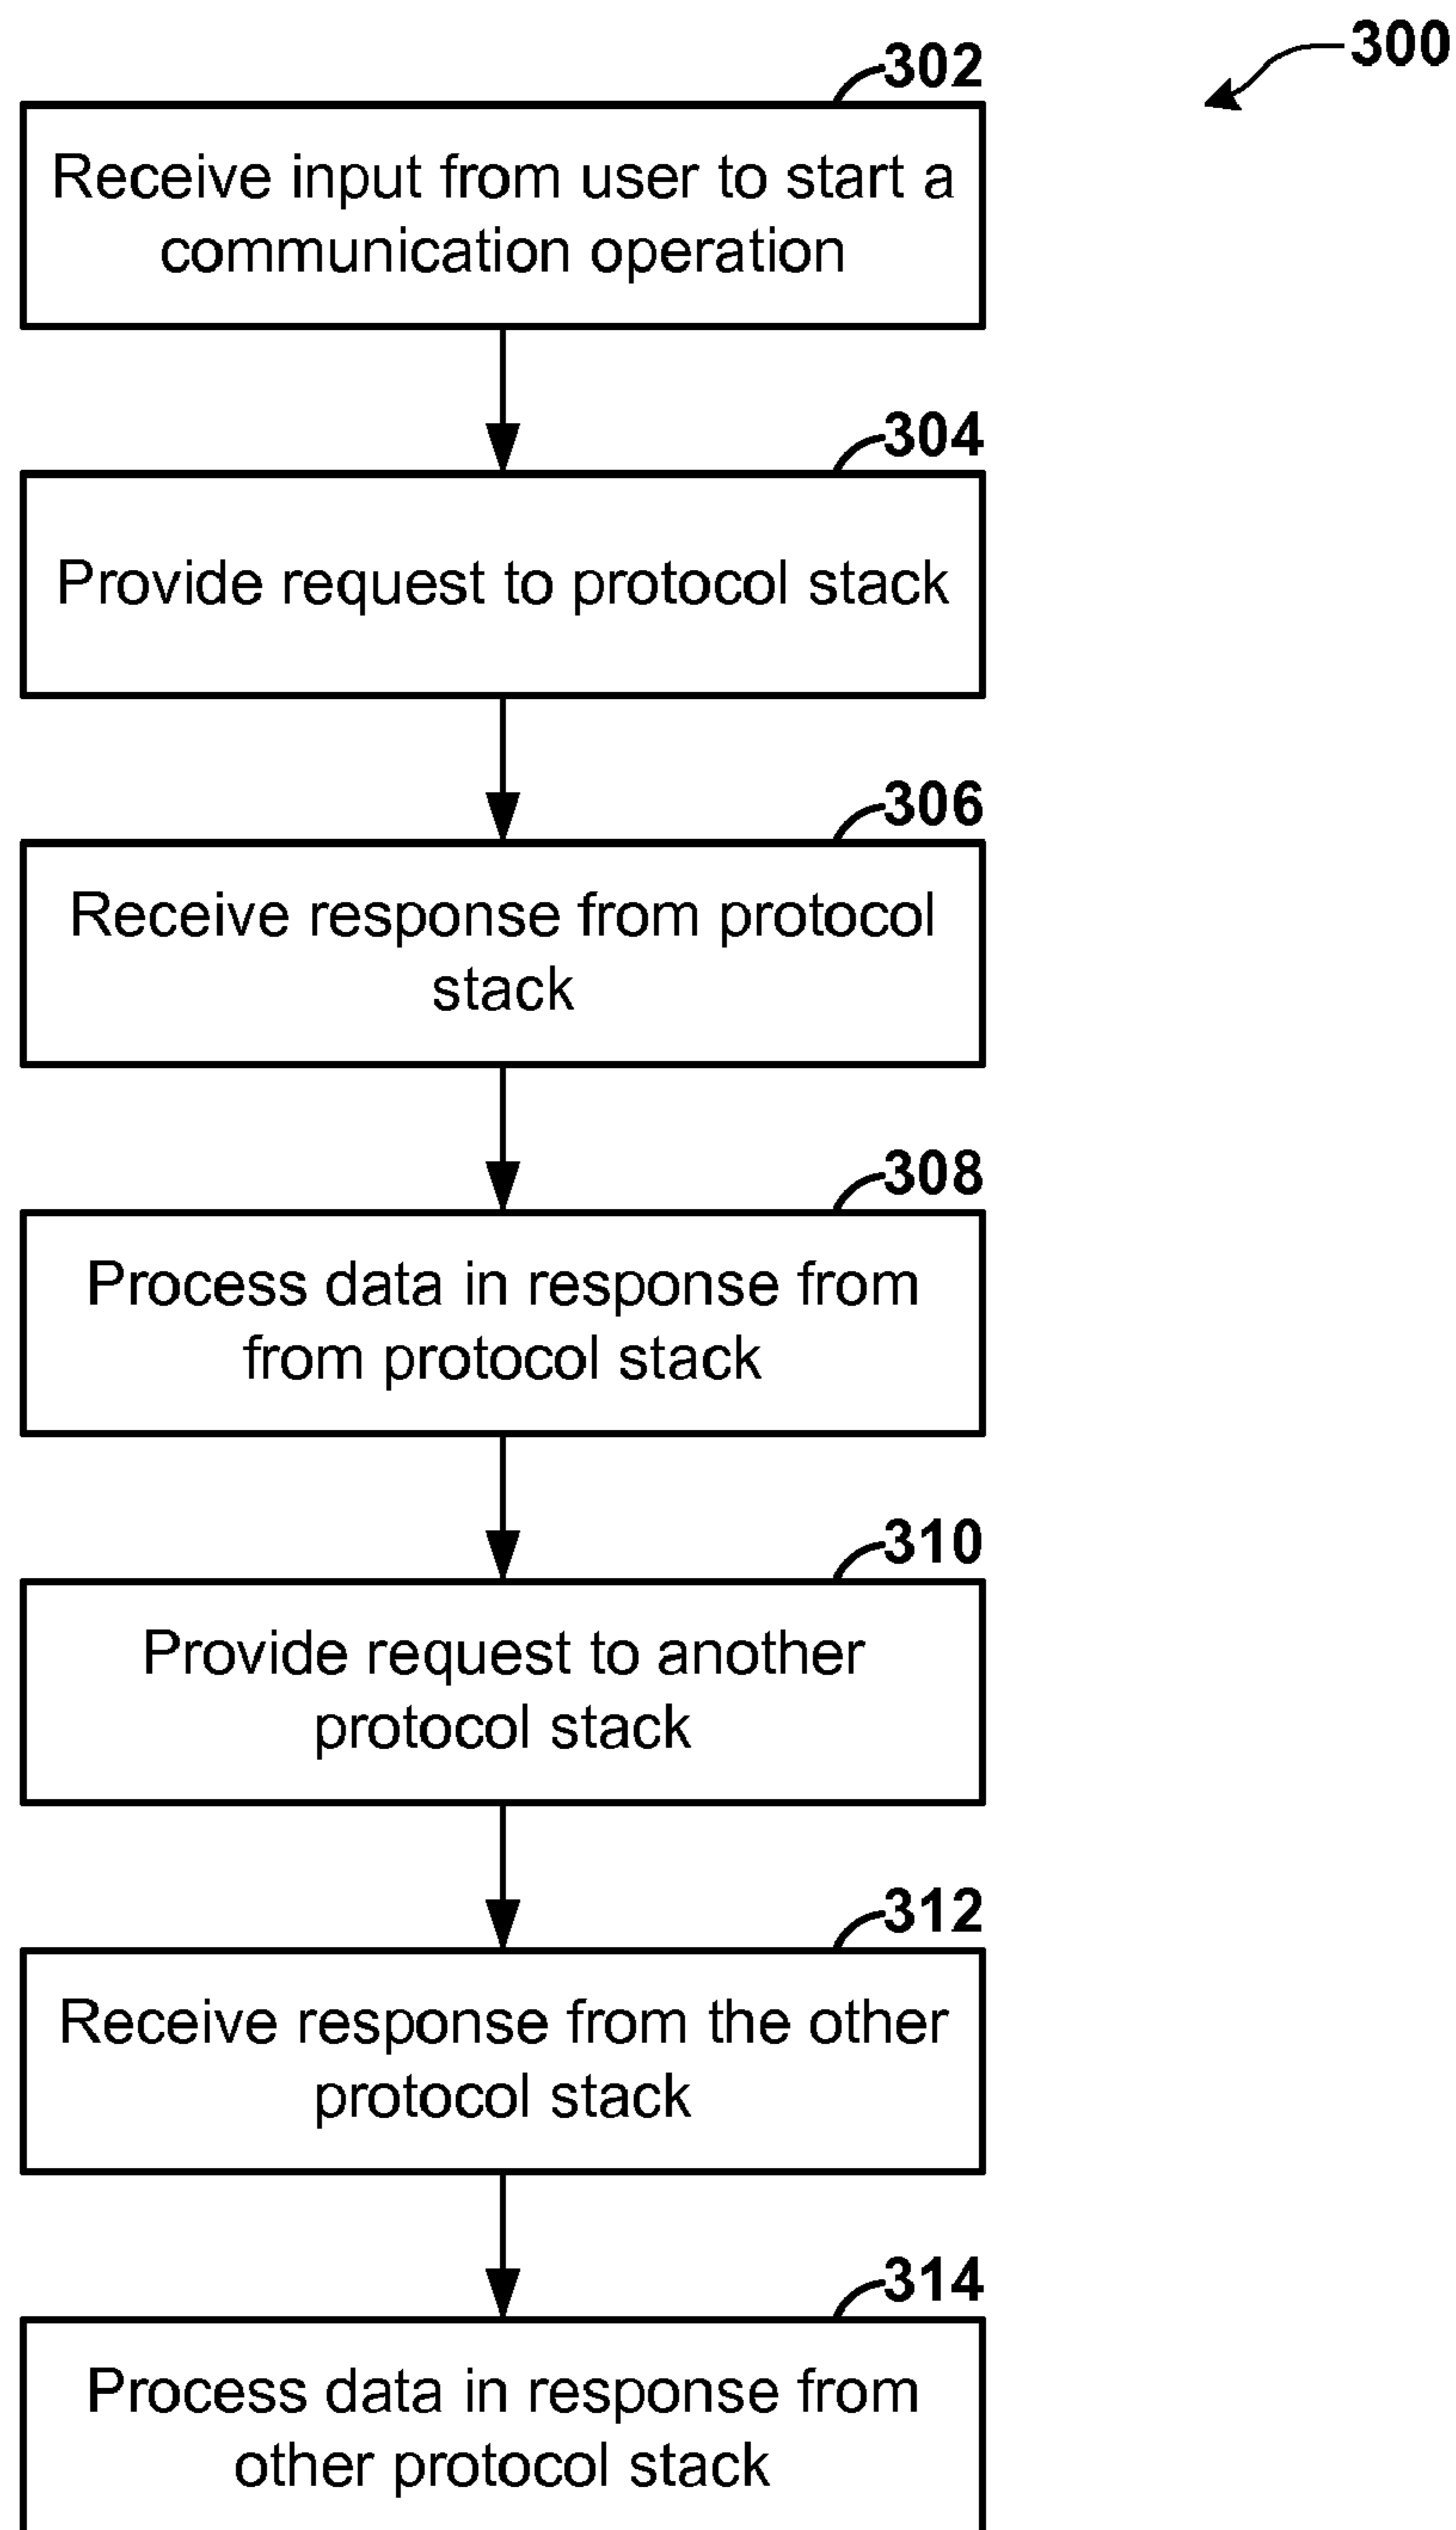 300
302
Receive input from user to start a
communication operation
304
Provide request to protocol stack
306
Receive response from protocol
stack
308
Process data in response from
from protocol stack
310
Provide request to another
protocol stack
312
Receive response from the other
protocol stack
314
Process data in response from
other protocol stack